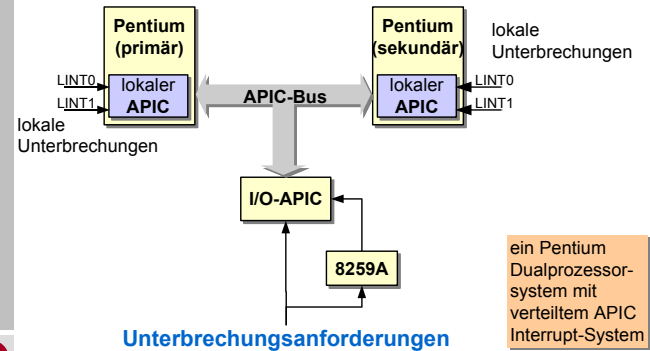 Pentium
(primär)
lokaler
APIC
LINT0
LINT1
lokale
Unterbrechungen
APIC-Bus
Pentium
(sekundär)
lokaler
APIC
lokale
Unterbrechungen
LINT0
LINT1
I/O-APIC
8259A
Unterbrechungsanforderungen
ein Pentium
Dualprozessor-
system mit
verteiltem APIC
Interrupt-System